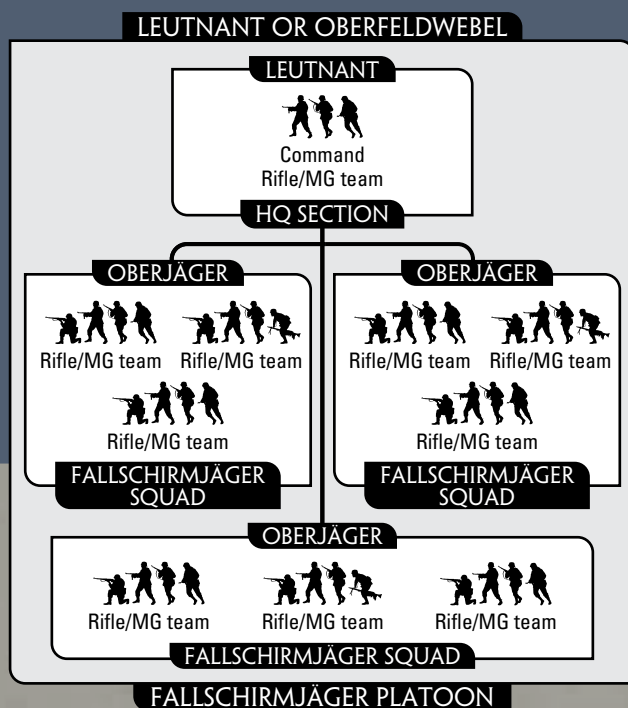 LEUTNANT OR OBERFELDWEBEL
LEUTNANT
Command
Rifle/MG team
HQ SECTION
OBERJÄGER
Rifle/MG team
Rifle/MG team
Rifle/MG team
FALLSCHIRMJÄGER
SQUAD
OBERJÄGER
Rifle/MG team
Rifle/MG team
Rifle/MG team
FALLSCHIRMJÄGER
SQUAD
OBERJÄGER
Rifle/MG team
Rifle/MG team
Rifle/MG team
FALLSCHIRMJÄGER SQUAD
FALLSCHIRMJÄGER PLATOON